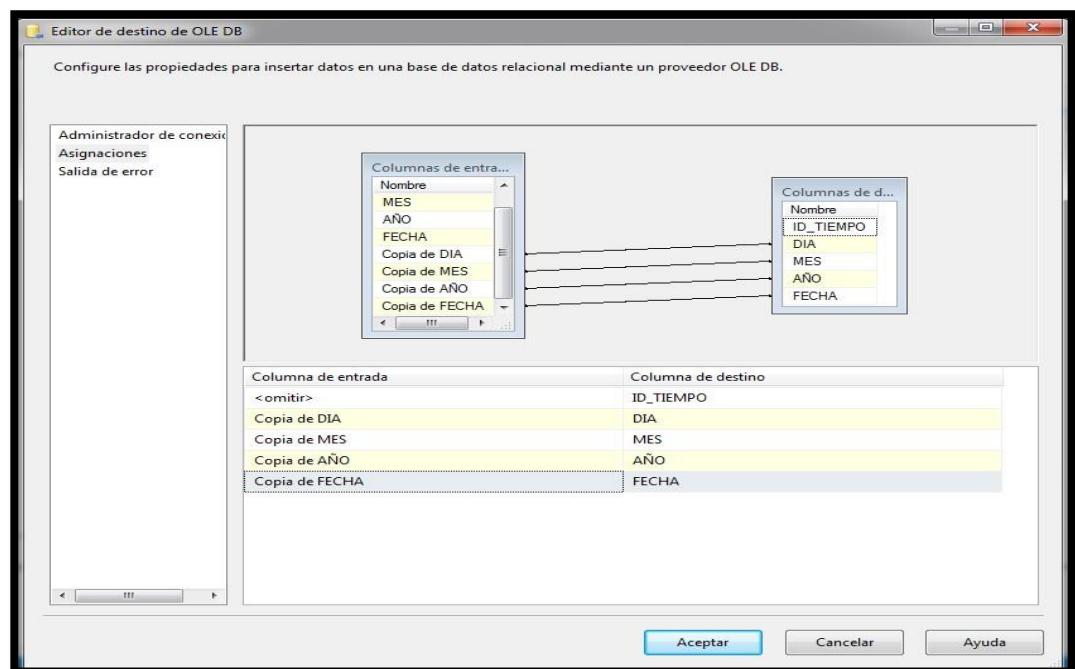 Editor de destino de OLE DB
Configure las propiedades para insertar datos en una base de datos relacional mediante un proveedor OLE DB.
Administrador de conexic
Asignaciones
Salida de error
Columnas de entra...
Nombre
MES
AÑO
FECHA
Copia de DIA
Copia de MES
Copia de AÑO
Copia de FECHA
Columnas de d...
Nombre
ID_TIEMPO
DIA
MES
AÑO
FECHA
Columna de entrada Columna de destino
<omitir> ID_TIEMPO
Copia de DIA DIA
Copia de MES MES
Copia de AÑO AÑO
Copia de FECHA FECHA
Aceptar Cancelar Ayuda